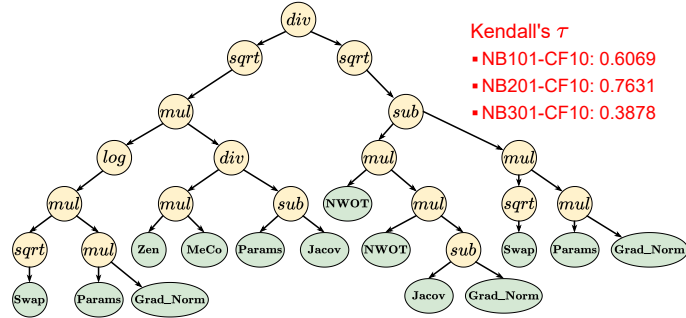 div
Kendall's τ
sqrt
sqrt
▪NB101-CF10: 0.6069
▪NB201-CF10: 0.7631
▪NB301-CF10: 0.3878
mul
sub
log
div
mul
mul
mul
mul
sub
NWOT
mul
sqrt
mul
sqrt
mul
Zen
MeCo
Params
Jacov
NWOT
sub
Swap
Params
Grad_Norm
Swap
Params
Grad_Norm
Jacov
Grad_Norm